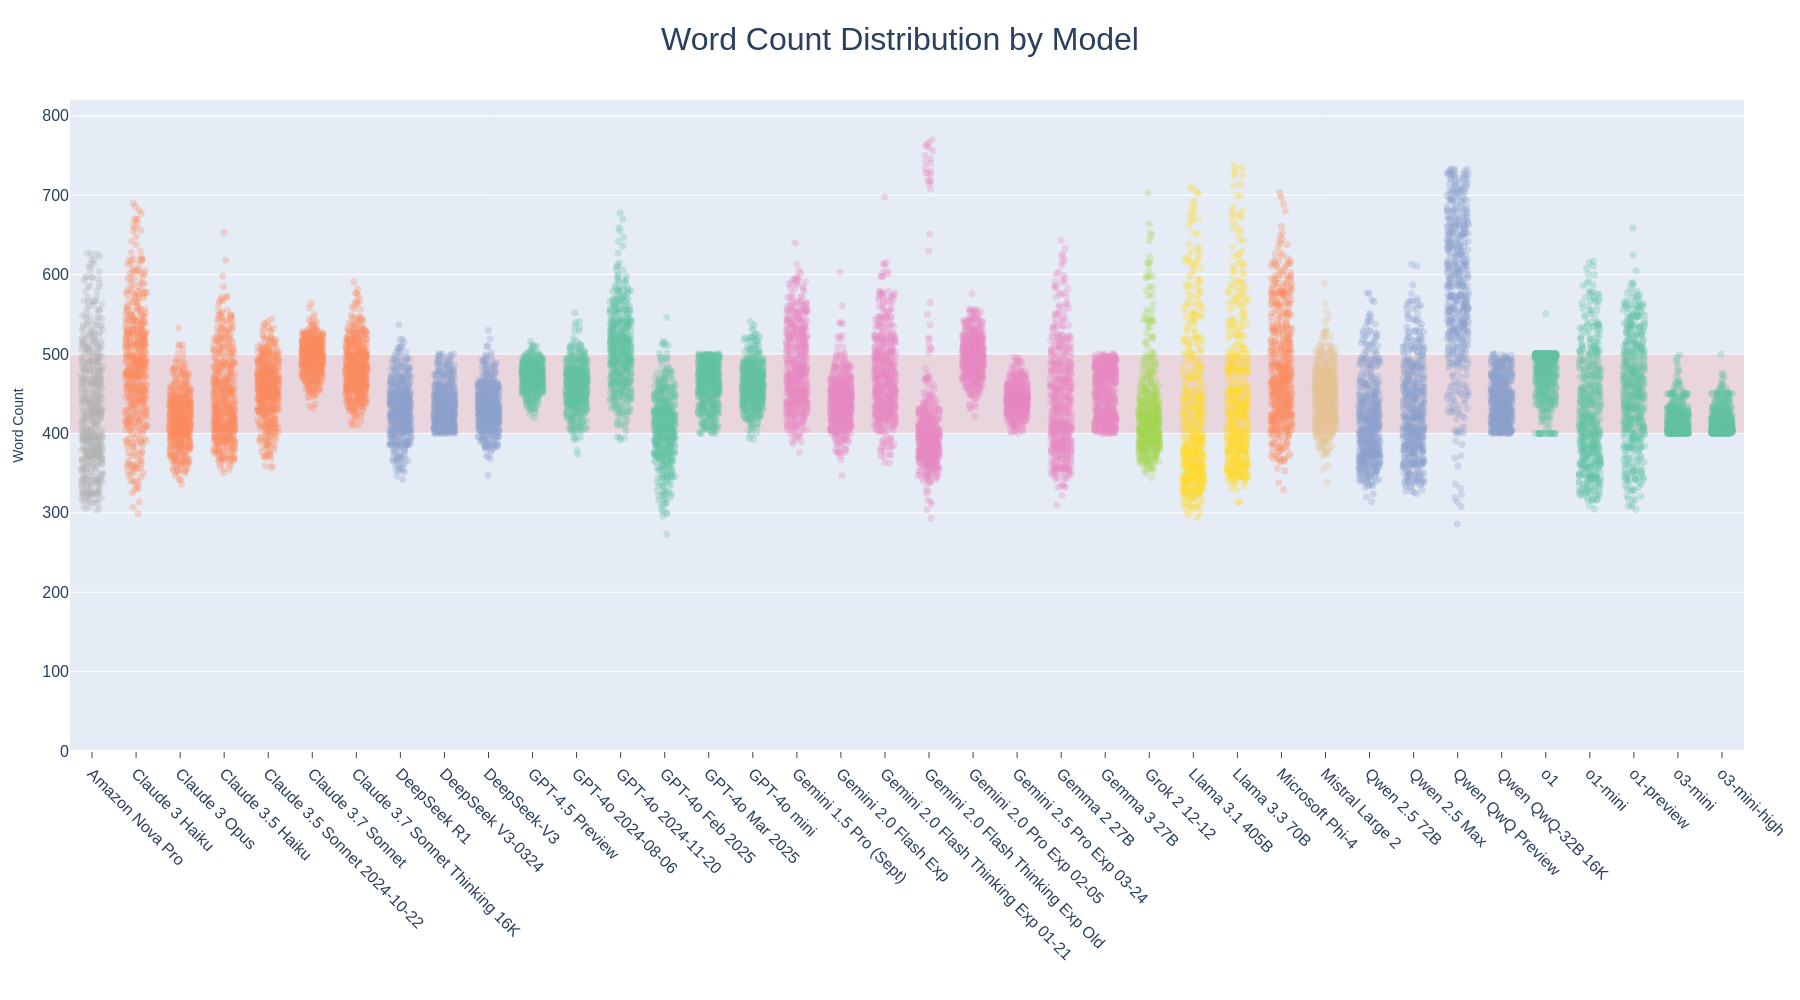 Word Count Distribution by Model
Word Count
800
700
600
500
400
300
200
100
0
Amazon Nova Pro
Claude 3 Haiku
Claude 3 Opus
Claude 3.5 Haiku
Claude 3.5 Sonnet 2024-10-22
Claude 3.7 Sonnet
Claude 3.7 Sonnet Thinking 16K
DeepSeek R1
DeepSeek V3-0324
DeepSeek-V3
GPT-4.5 Preview
GPT-4o 2024-08-06
GPT-4o 2024-11-20
GPT-4o Feb 2025
GPT-4o Mar 2025
GPT-4o mini
Gemini 1.5 Pro (Sept)
Gemini 2.0 Flash Exp
Gemini 2.0 Flash Thinking Exp 01-21
Gemini 2.0 Flash Thinking Exp Old
Gemini 2.0 Pro Exp 02-05
Gemini 2.5 Pro Exp 03-24
Gemma 2 27B
Gemma 3 27B
Grok 2 12-12
Llama 3.1 405B
Llama 3.3 70B
Microsoft Phi-4
Mistral Large 2
Qwen 2.5 72B
Qwen 2.5 Max
Qwen QwQ Preview
Qwen QwQ-32B 16K
o1
o1-mini
o1-preview
o3-mini
o3-mini-high